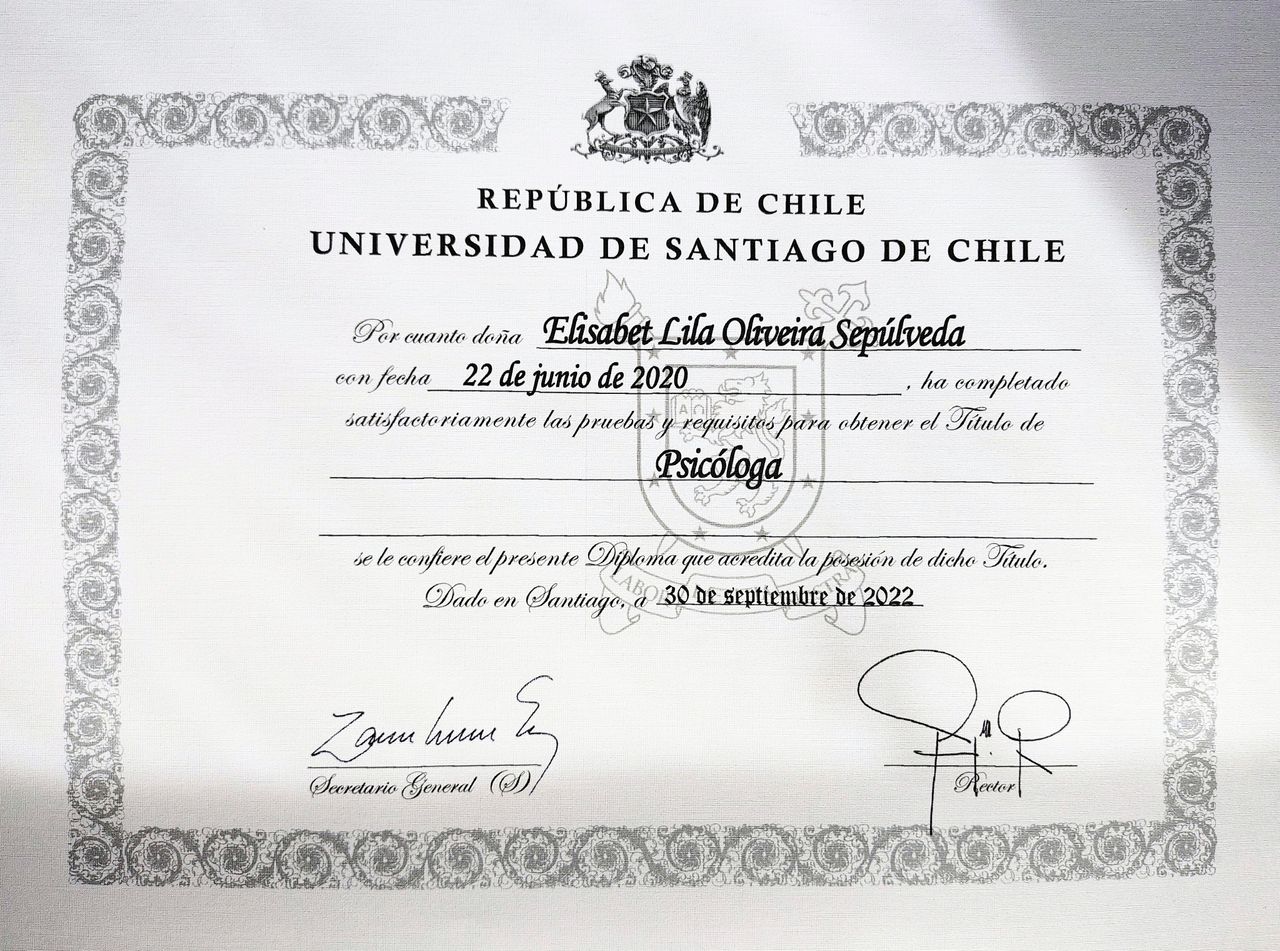 REPÚBLICA DE CHILE
UNIVERSIDAD DE SANTIAGO DE CHILE
Por cuanto doña Elisabet Lila Oliveira Sepúlveda
con fecha 22 de junio de 2020, ha completado
satisfactoriamente las pruebas y requisitos para obtener el Título de
Psicóloga
se le confiere el presente Diploma que acredita la posesión de dicho Título.
Dado en Santiago, a 30 de septiembre de 2022
Secretario General (S)
Rector